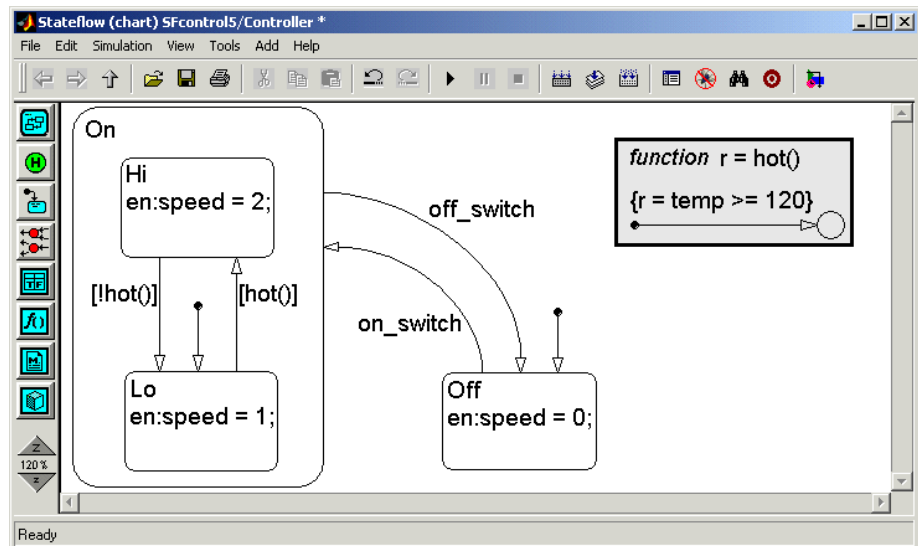 Stateflow (chart) SFcontrol5/Controller *
File Edit Simulation View Tools Add Help
On
Hi
en:speed = 2;
[!hot()]
[hot()]
Lo
en:speed = 1;
off_switch
on_switch
Off
en:speed = 0;
function r = hot()
{r = temp >= 120}
H
TF
f()
M
Z
120 %
z
Ready